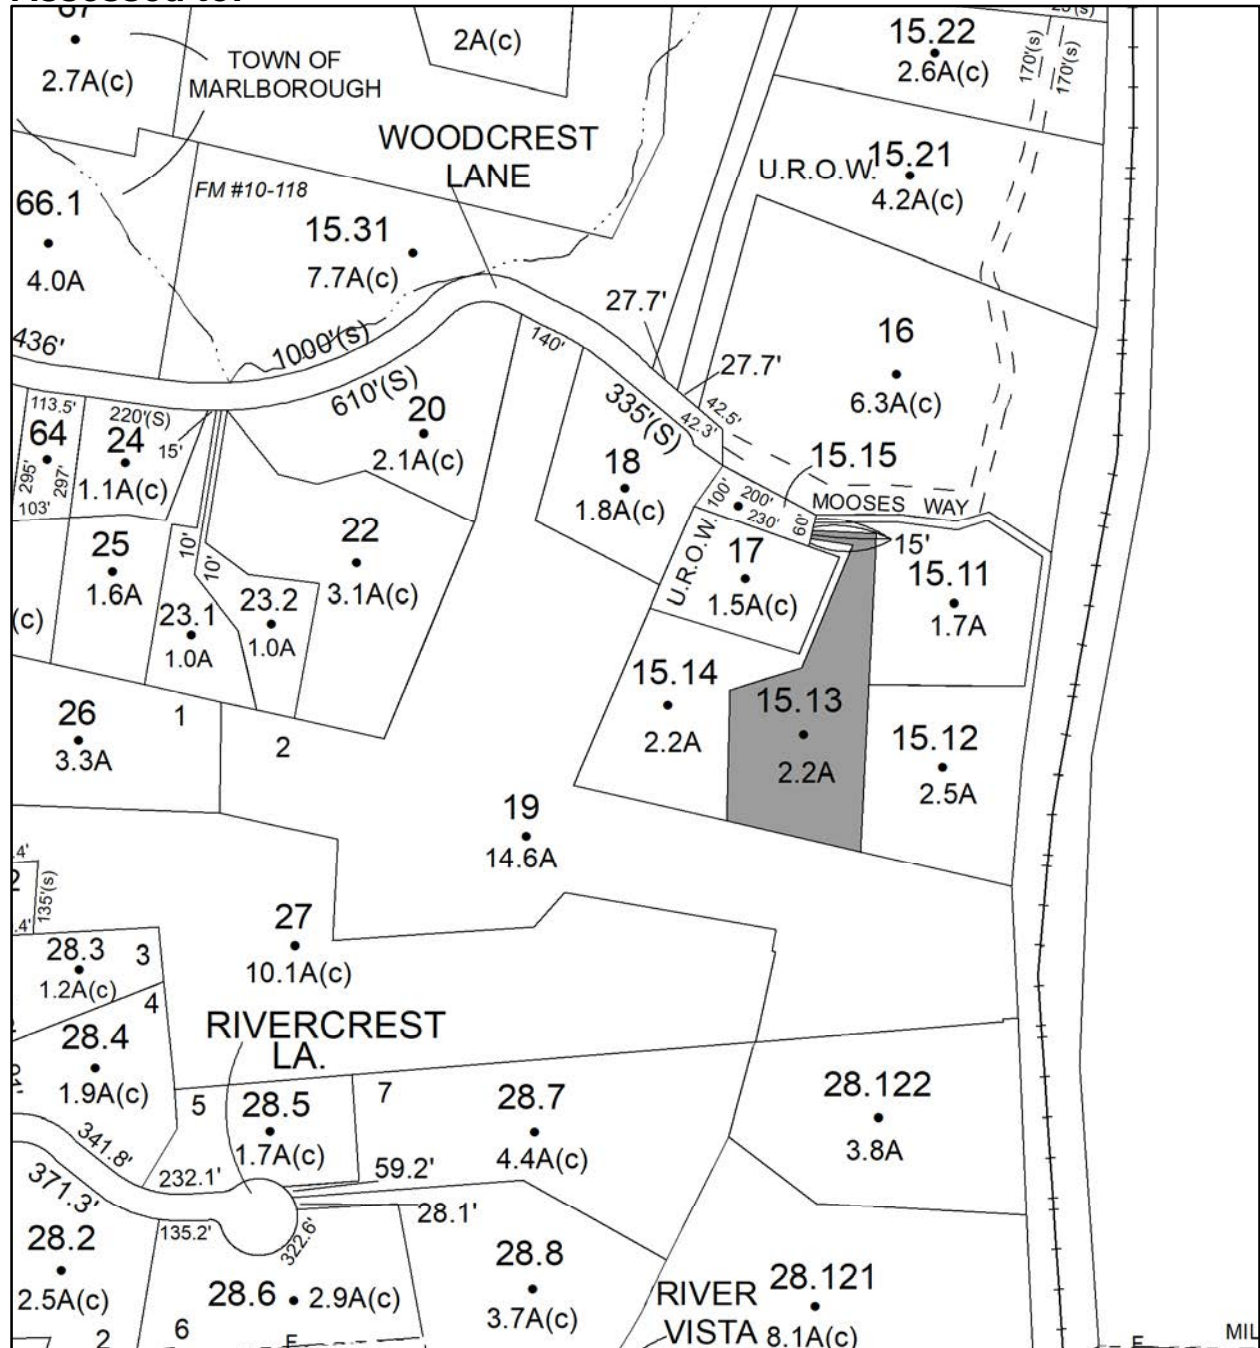 Assessed to:
67
2.7A(c)
TOWN OF
MARLBOROUGH
2A(c)
15.22
2.6A(c)
170'(s)
170'(s)
WOODCREST
LANE
U.R.O.W.
15.21
4.2A(c)
66.1
4.0A
FM #10-118
15.31
7.7A(c)
27.7'
16
6.3A(c)
436'
1000'(s)
610'(S)
140'
335'(S)
27.7'
42.5'
42.3'
113.5'
220'(S)
15'
64
295'
297'
103'
24
1.1A(c)
20
2.1A(c)
18
1.8A(c)
15.15
100'
200'
230'
60'
MOOSES WAY
15'
25
1.6A
10'
10'
22
3.1A(c)
U.R.O.W.
17
1.5A(c)
15.11
1.7A
(c)
23.1
1.0A
23.2
1.0A
15.14
2.2A
15.13
2.2A
15.12
2.5A
26
3.3A
1
2
19
14.6A
.4'
135'(s)
.4'
27
10.1A(c)
28.3
1.2A(c)
3
4
RIVERCREST
LA.
28.4
1.9A(c)
5
28.5
1.7A(c)
7
28.7
4.4A(c)
28.122
3.8A
341.8'
371.3'
232.1'
59.2'
135.2'
322.6'
28.1'
28.2
2.5A(c)
28.6
2.9A(c)
28.8
3.7A(c)
RIVER
VISTA
28.121
8.1A(c)
2
6
F
F
MIL